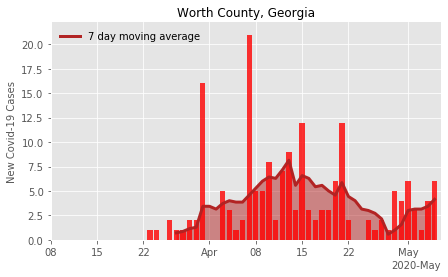 Worth County, Georgia
7 day moving average
New Covid-19 Cases
20.0
17.5
15.0
12.5
10.0
7.5
5.0
2.5
0.0
08 15 22 Apr 08 15 22 May
2020-May